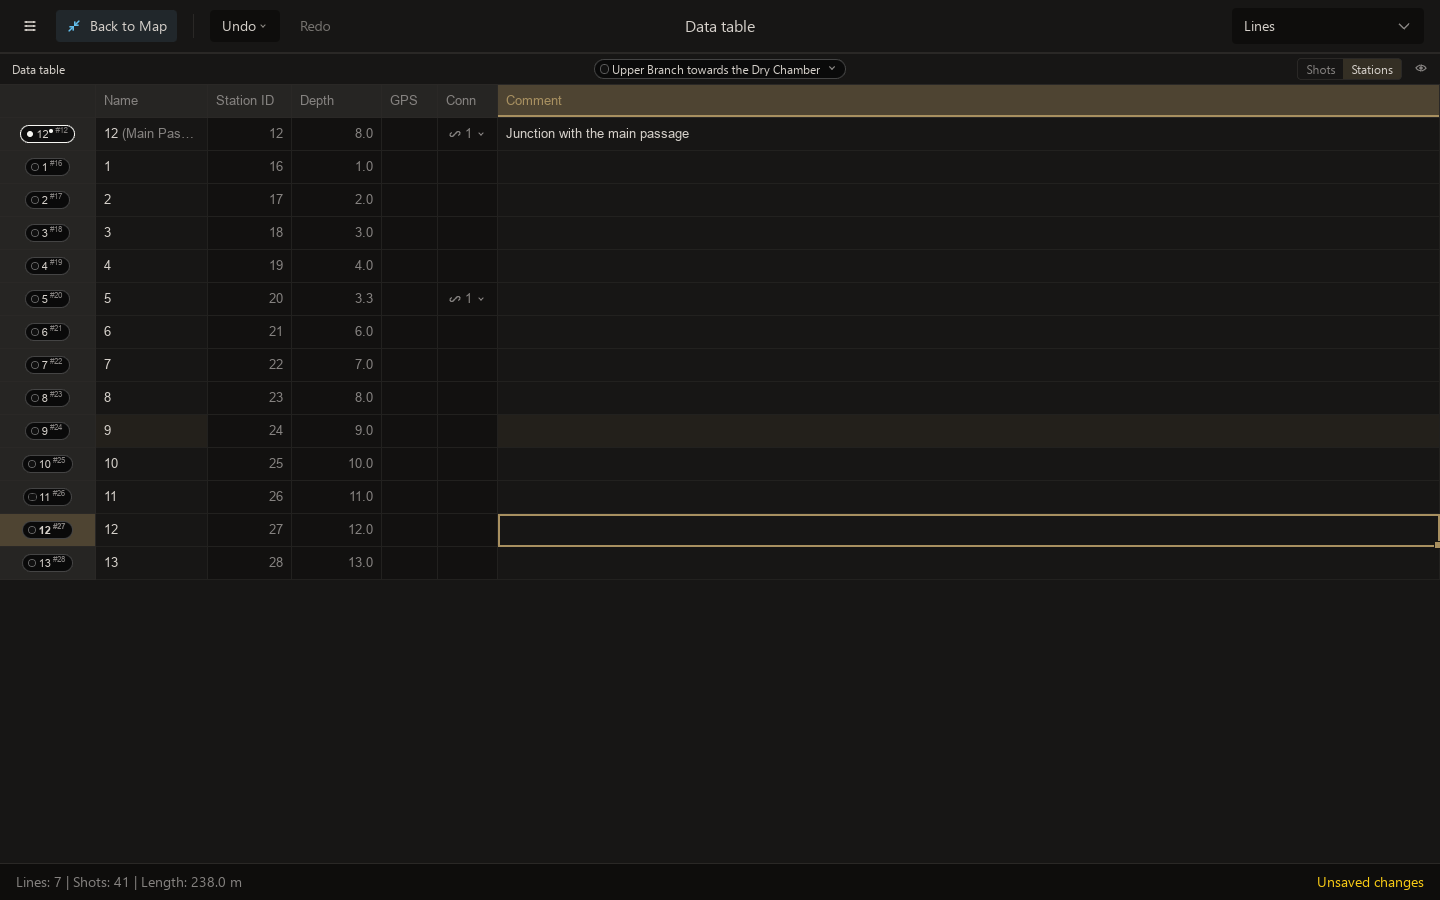 Back to Map Undo Redo Data table Lines
Data table Upper Branch towards the Dry Chamber Shots Stations
Name Station ID Depth GPS Conn Comment
12 #12 12 (Main Pas… 12 8.0 1 Junction with the main passage
1 #16 1 16 1.0
2 #17 2 17 2.0
3 #18 3 18 3.0
4 #19 4 19 4.0
5 #20 5 20 3.3 1
6 #21 6 21 6.0
7 #22 7 22 7.0
8 #23 8 23 8.0
9 #24 9 24 9.0
10 #25 10 25 10.0
11 #26 11 26 11.0
12 #27 12 27 12.0
13 #28 13 28 13.0
Lines: 7 | Shots: 41 | Length: 238.0 m Unsaved changes